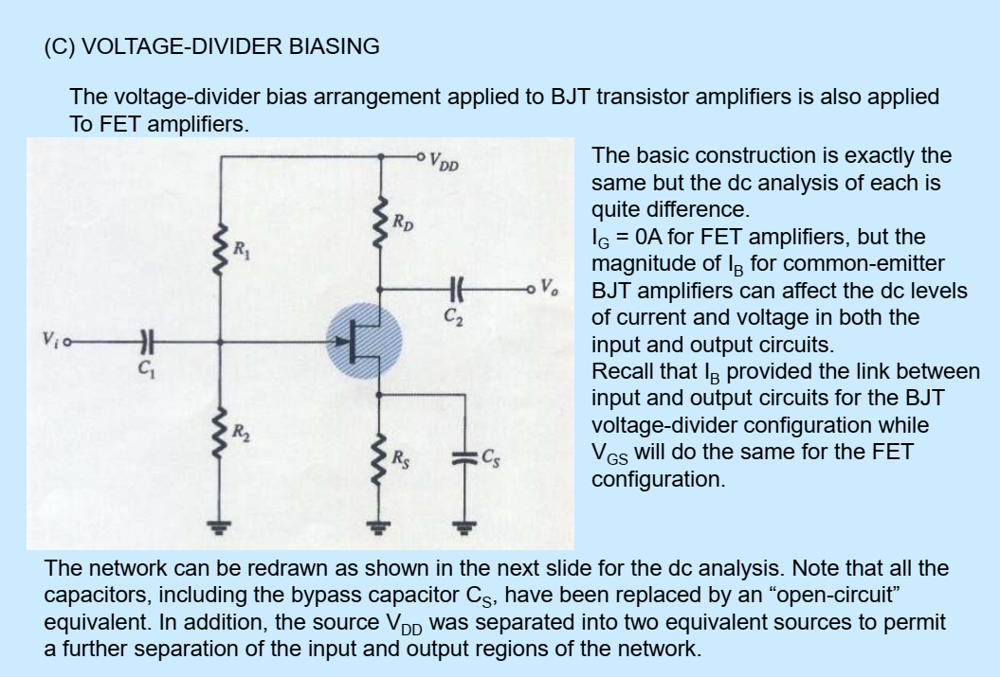 (C) VOLTAGE-DIVIDER BIASING
The voltage-divider bias arrangement applied to BJT transistor amplifiers is also applied
To FET amplifiers.
V_DD
R_D
R_1
C_2
V_o
V_i
C_1
R_2
R_S
C_S
The basic construction is exactly the
same but the dc analysis of each is
quite difference.
I_G = 0A for FET amplifiers, but the
magnitude of I_B for common-emitter
BJT amplifiers can affect the dc levels
of current and voltage in both the
input and output circuits.
Recall that I_B provided the link between
input and output circuits for the BJT
voltage-divider configuration while
V_GS will do the same for the FET
configuration.
The network can be redrawn as shown in the next slide for the dc analysis. Note that all the
capacitors, including the bypass capacitor C_S, have been replaced by an “open-circuit”
equivalent. In addition, the source V_DD was separated into two equivalent sources to permit
a further separation of the input and output regions of the network.